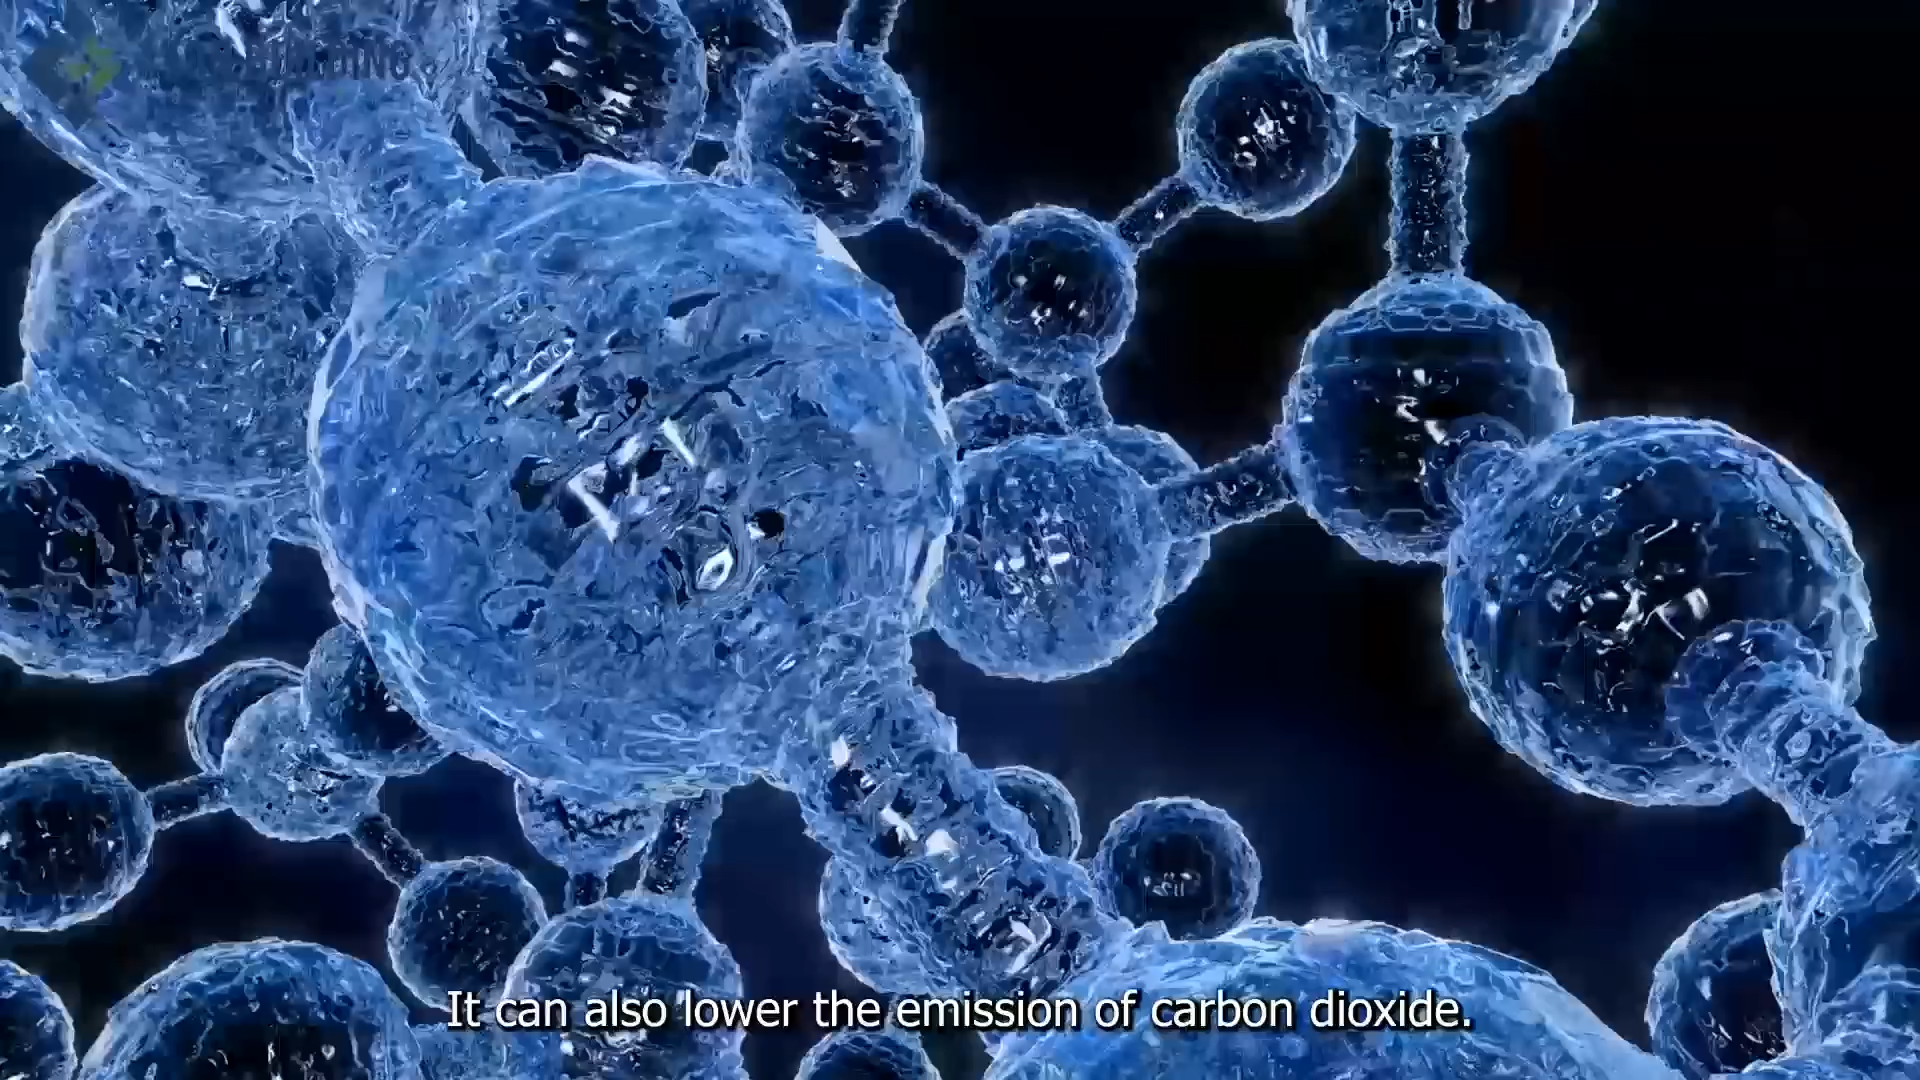 It can also lower the emission of carbon dioxide.